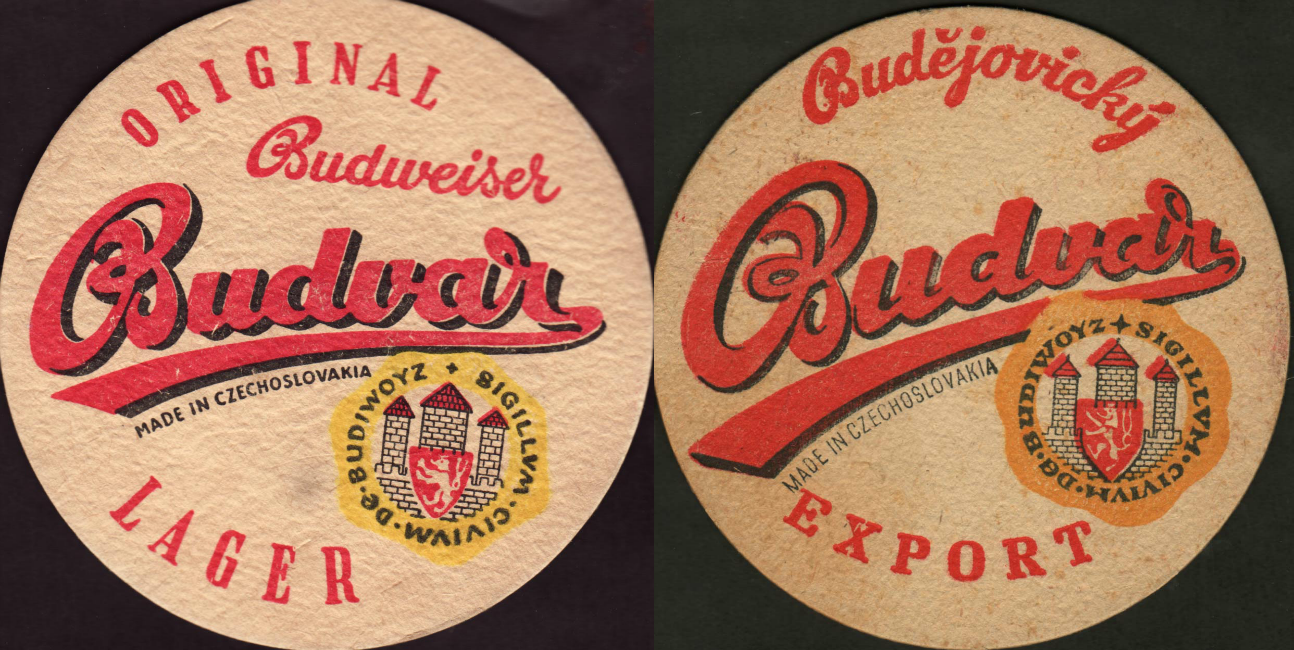 ORIGINAL
Budweiser
Budvar
MADE IN CZECHOSLOVAKIA
SIGILLVM · CIVIVM · De · BUDIWOYZ
LAGER
Budějovický
Budvar
MADE IN CZECHOSLOVAKIA
SIGILLVM · CIVIVM · De · BUDIWOYZ
EXPORT